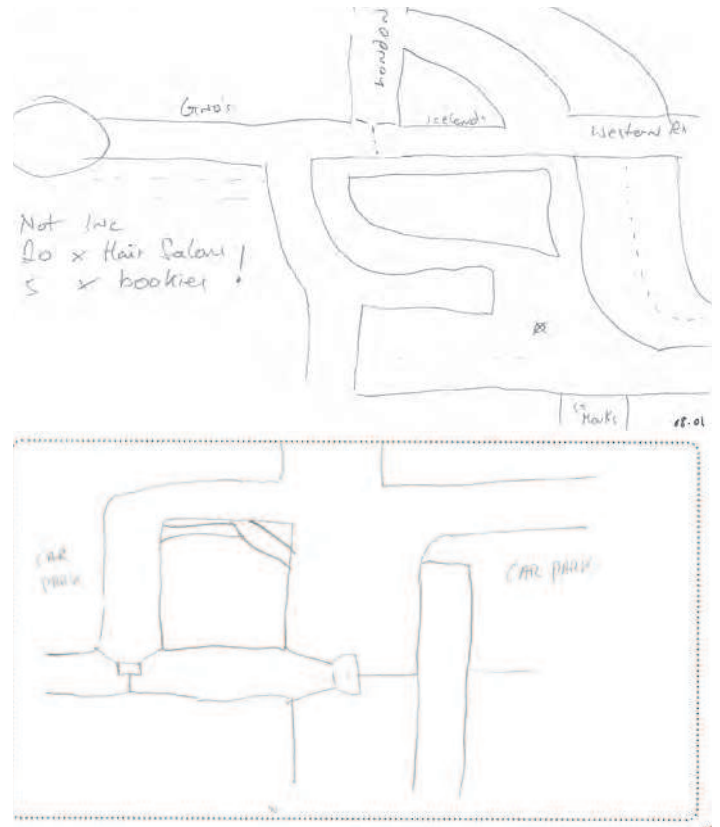 London
Gino's
Iceland
Western Rd
Not Inc
20 x Hair Salons!
5 x bookies!
St
Marks
08.01
CAR
PARK
CAR PARK